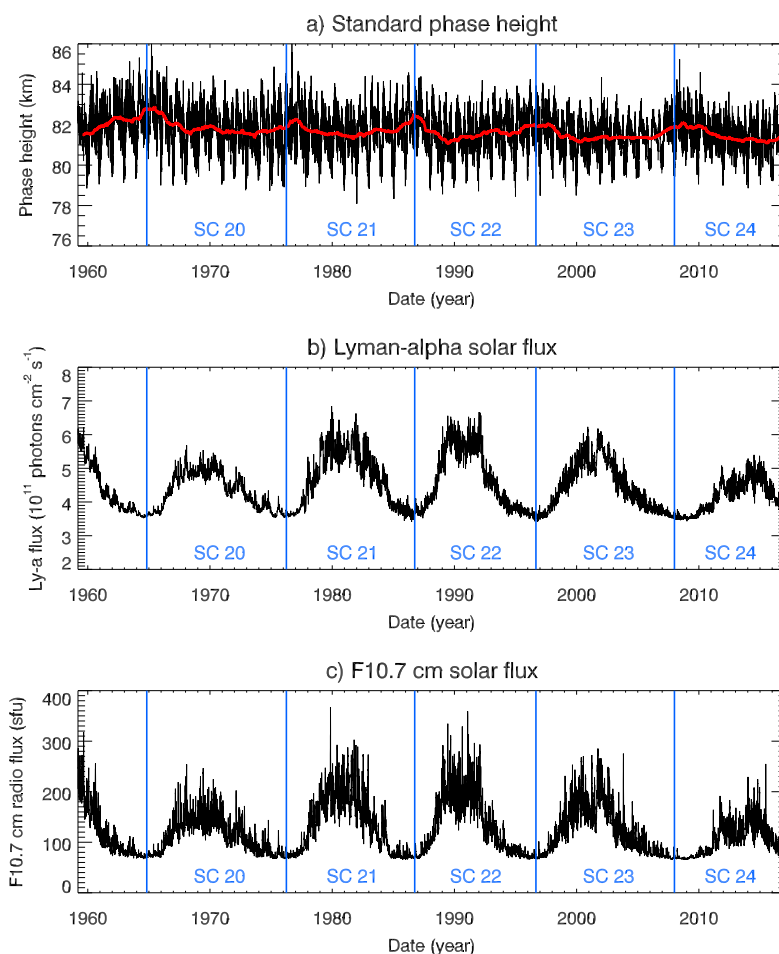 a) Standard phase height
86
84
82
80
78
76
Phase height (km)
SC 20 SC 21 SC 22 SC 23 SC 24
1960 1970 1980 1990 2000 2010
Date (year)
b) Lyman-alpha solar flux
8
7
6
5
4
3
2
Ly-a flux (10¹¹ photons cm⁻² s⁻¹)
SC 20 SC 21 SC 22 SC 23 SC 24
1960 1970 1980 1990 2000 2010
Date (year)
c) F10.7 cm solar flux
400
300
200
100
0
F10.7 cm radio flux (sfu)
SC 20 SC 21 SC 22 SC 23 SC 24
1960 1970 1980 1990 2000 2010
Date (year)